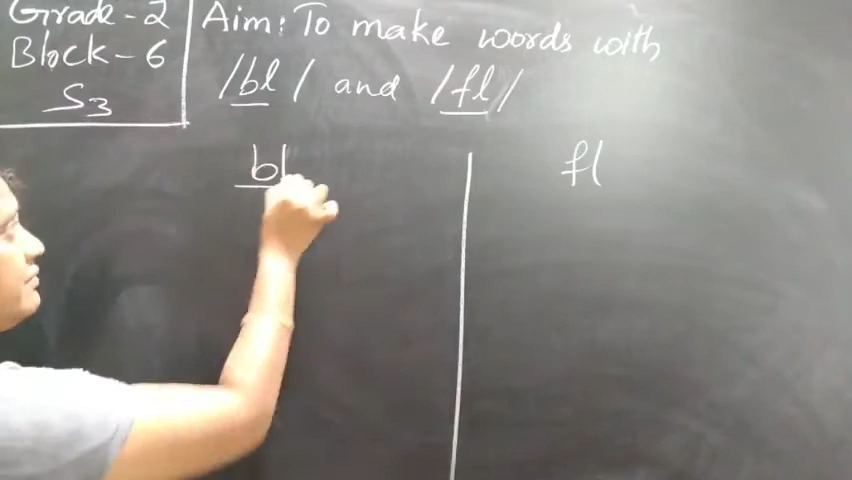 Grade-2
Block-6
S3
Aim: To make words with
/bl/ and /fl/
bl
fl